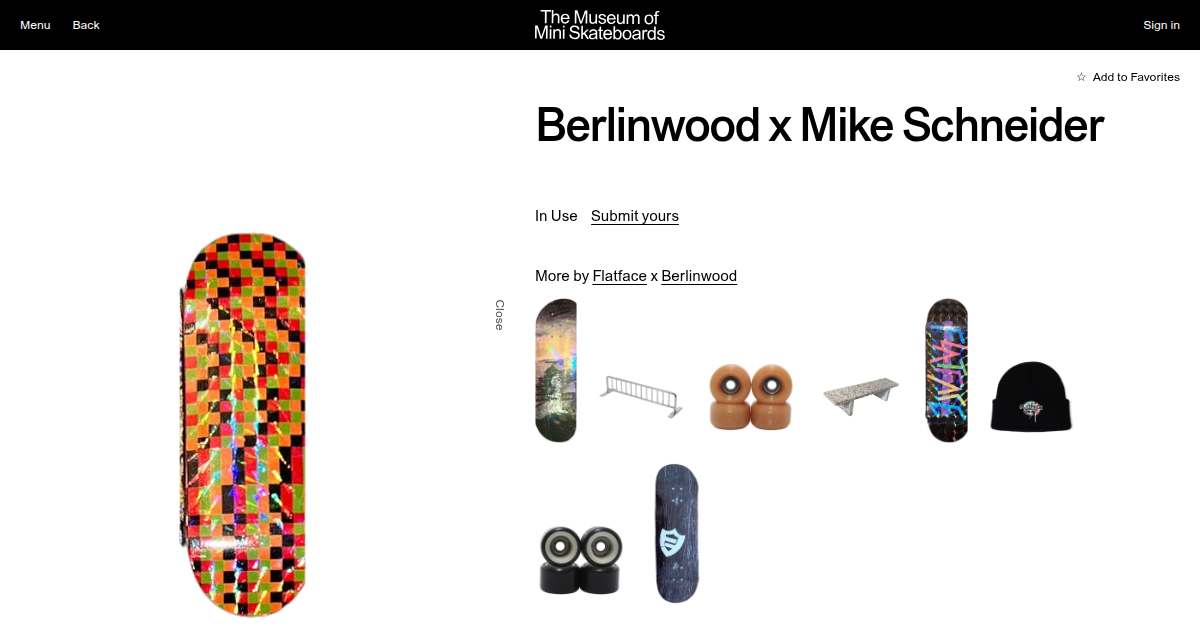 Menu Back
The Museum of
Mini Skateboards
Sign in
☆ Add to Favorites
Berlinwood x Mike Schneider
In Use Submit yours
More by Flatface x Berlinwood
Close